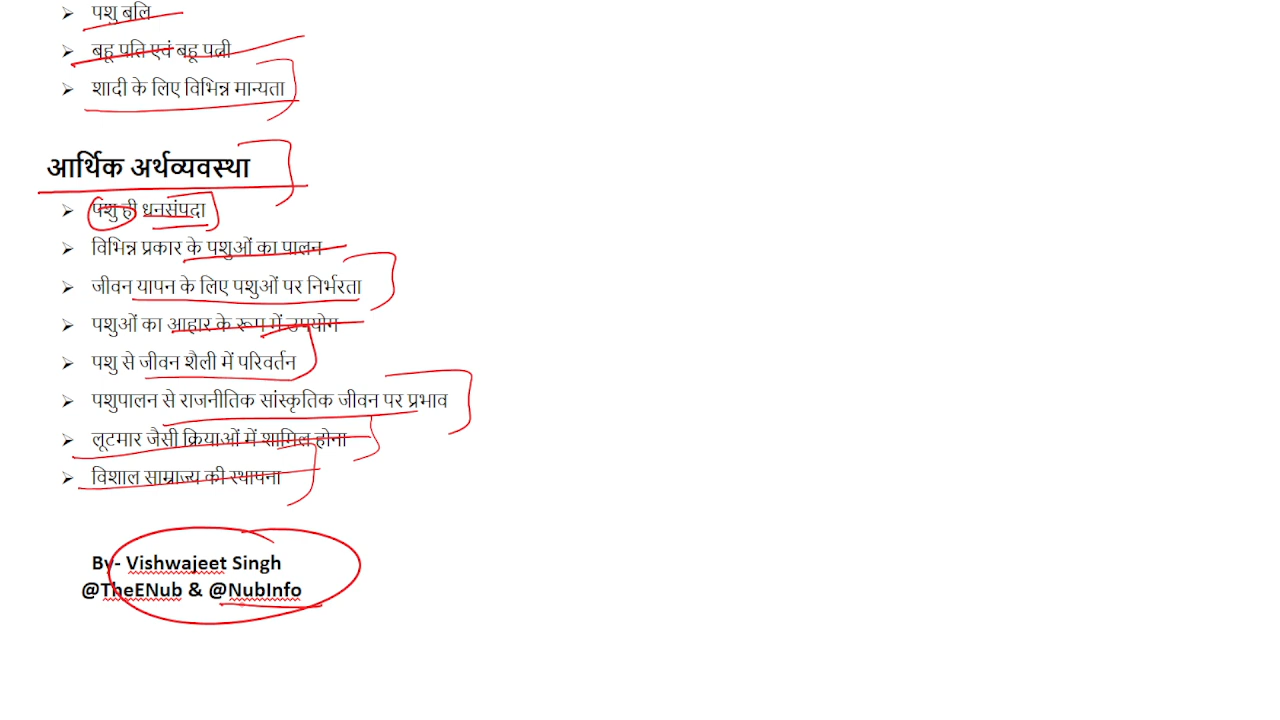 ➢ पशु बलि
➢ बहू पति एवं बहू पत्नी
➢ शादी के लिए विभिन्न मान्यता
आर्थिक अर्थव्यवस्था
➢ पशु ही धनसंपदा
➢ विभिन्न प्रकार के पशुओं का पालन
➢ जीवन यापन के लिए पशुओं पर निर्भरता
➢ पशुओं का आहार के रूप में उपयोग
➢ पशु से जीवन शैली में परिवर्तन
➢ पशुपालन से राजनीतिक सांस्कृतिक जीवन पर प्रभाव
➢ लूटमार जैसी क्रियाओं में शामिल होना
➢ विशाल साम्राज्य की स्थापना
By- Vishwajeet Singh
@TheENub & @NubInfo